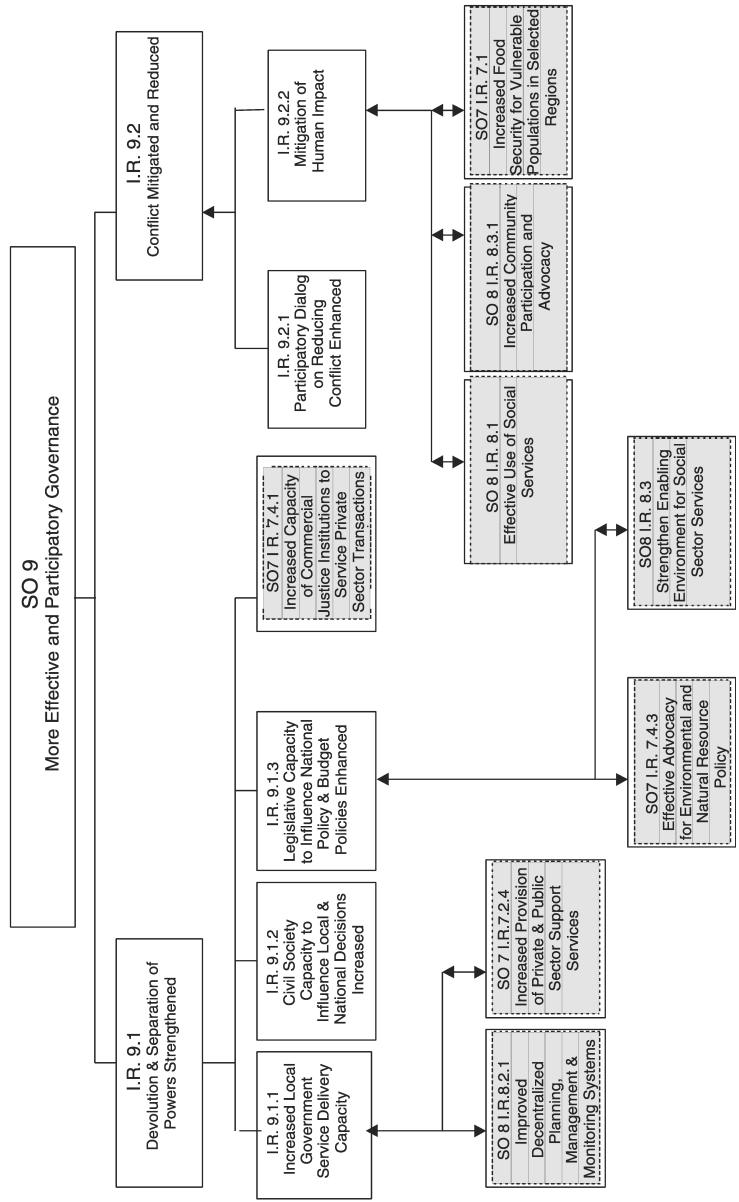 SO 9
More Effective and Participatory Governance
I.R. 9.1
Devolution & Separation of
Powers Strengthened
I.R. 9.2
Conflict Mitigated and Reduced
I.R. 9.1.1
Increased Local
Government
Service Delivery
Capacity
I.R. 9.1.2
Civil Society
Capacity to
Influence Local &
National Decisions
Increased
I.R. 9.1.3
Legislative Capacity
to Influence National
Policy & Budget
Policies Enhanced
SO7 I R. 7.4.1
Increased Capacity
of Commercial
Justice Institutions to
Service Private
Sector Transactions
I.R. 9.2.1
Participatory Dialog
on Reducing
Conflict Enhanced
I.R. 9.2.2
Mitigation of
Human Impact
SO 8 I.R.8.2.1
Improved
Decentralized
Planning,
Management &
Monitoring Systems
SO 7 I.R.7.2.4
Increased Provision
of Private & Public
Sector Support
Services
SO 8 I.R. 8.1
Effective Use of Social
Services
SO 8 I.R. 8.3.1
Increased Community
Participation and
Advocacy
SO7 I.R. 7.1
Increased Food
Security for Vulnerable
Populations in Selected
Regions
SO7 I.R. 7.4.3
Effective Advocacy
for Environmental and
Natural Resource
Policy
SO8 I.R. 8.3
Strengthen Enabling
Environment for Social
Sector Services